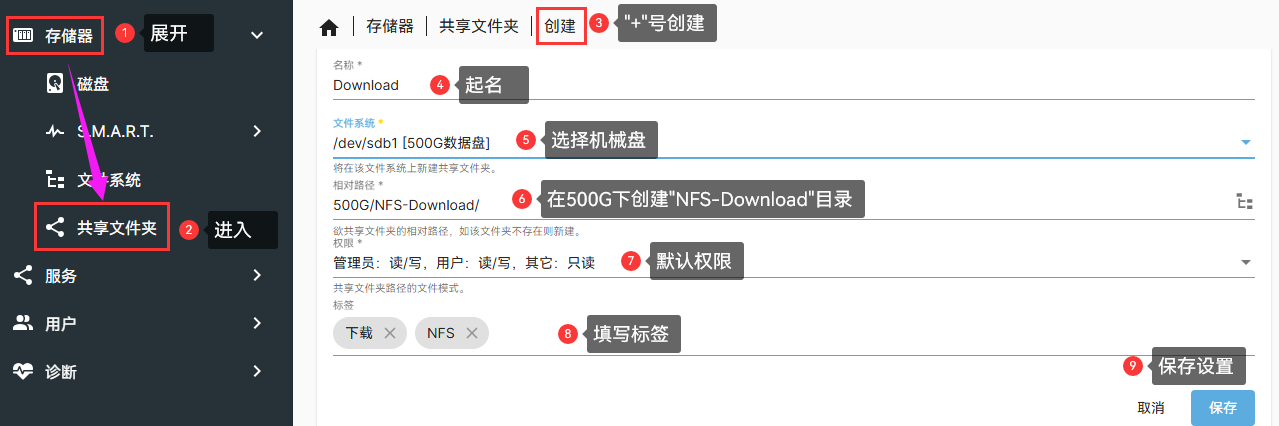 存储器
1
展开
磁盘
S.M.A.R.T.
文件系统
共享文件夹
2
进入
服务
用户
诊断
存储器 | 共享文件夹 | 创建
3
"+"号创建
名称 *
Download
4
起名
文件系统 *
/dev/sdb1 [500G数据盘]
5
选择机械盘
将在该文件系统上新建共享文件夹。
相对路径 *
500G/NFS-Download/
6
在500G下创建"NFS-Download"目录
欲共享文件夹的相对路径，如该文件夹不存在则新建。
权限 *
管理员：读/写，用户：读/写，其它：只读
7
默认权限
共享文件夹路径的文件模式。
标签
下载
NFS
8
填写标签
9
保存设置
取消
保存